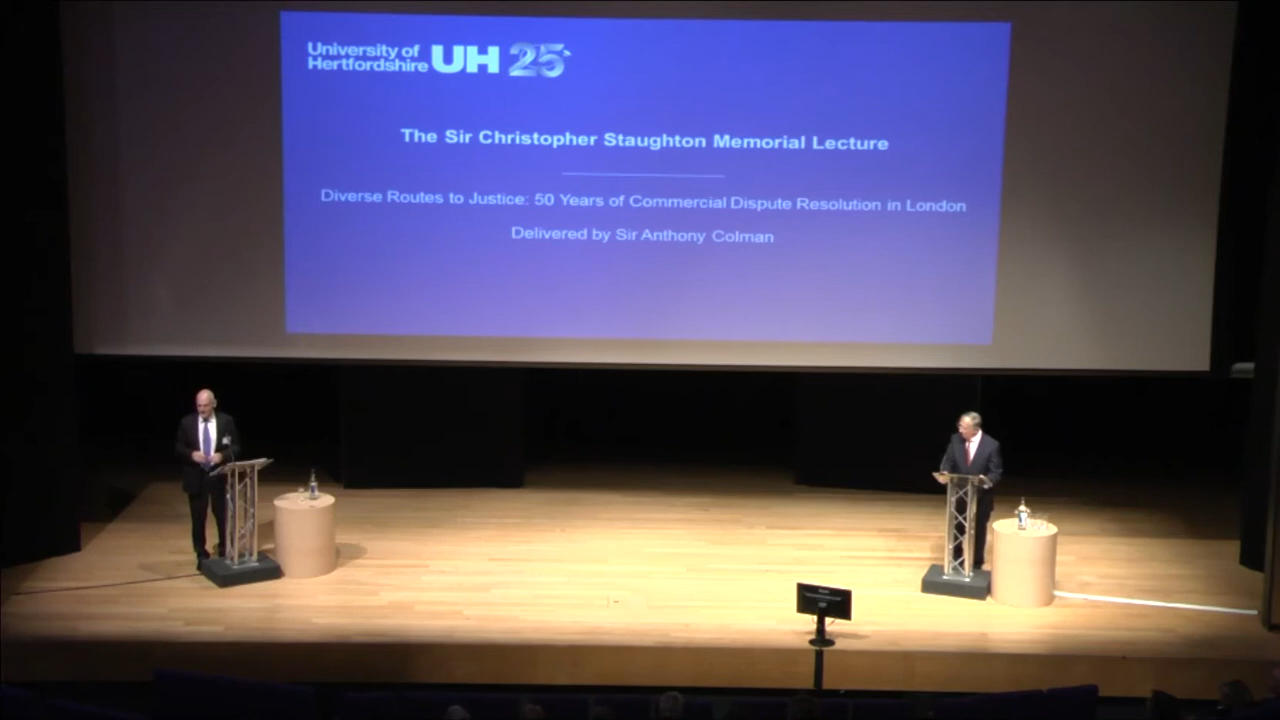 University of
Hertfordshire UH 25
The Sir Christopher Staughton Memorial Lecture
Diverse Routes to Justice: 50 Years of Commercial Dispute Resolution in London
Delivered by Sir Anthony Colman